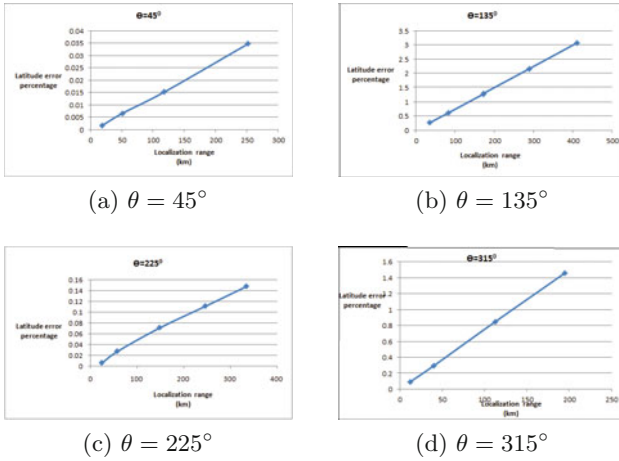 Θ=45⁰
0.04
0.035
0.03
0.025
0.02
0.015
0.01
0.005
0
Latitude error
percentage
0 50 100 150 200 250 300
Localization range
(km)
(a) θ = 45°
Θ=135⁰
3.5
3
2.5
2
1.5
1
0.5
0
Latitude error
percentage
0 100 200 300 400 500
Localization range
(km)
(b) θ = 135°
Θ=225⁰
0.16
0.14
0.12
0.1
0.08
0.06
0.04
0.02
0
Latitude error
percentage
0 100 200 300 400
Localization range
(km)
(c) θ = 225°
Θ=315⁰
1.6
1.4
1.2
1
0.8
0.6
0.4
0.2
0
Latitude error
percentage
0 50 100 150 200 250
Localization range
(km)
(d) θ = 315°